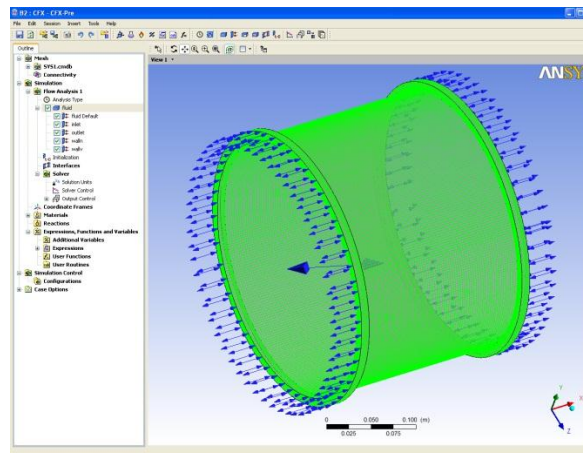 B2 : CFX - CFX-Pre
File Edit Session Insert Tools Help
Outline
Mesh
SYS1.cmdb
Connectivity
Simulation
Flow Analysis 1
Analysis Type
fluid
fluid Default
inlet
outlet
wall
wall
Initialization
Interfaces
Solver
Solution Units
Solver Control
Output Control
Coordinate Frames
Materials
Reactions
Expressions, Functions and Variables
Additional Variables
Expressions
User Functions
User Routines
Simulation Control
Configurations
Case Options
View 1
ANSYS
0 0.050 0.100 (m)
0.025 0.075
Y
X
Z